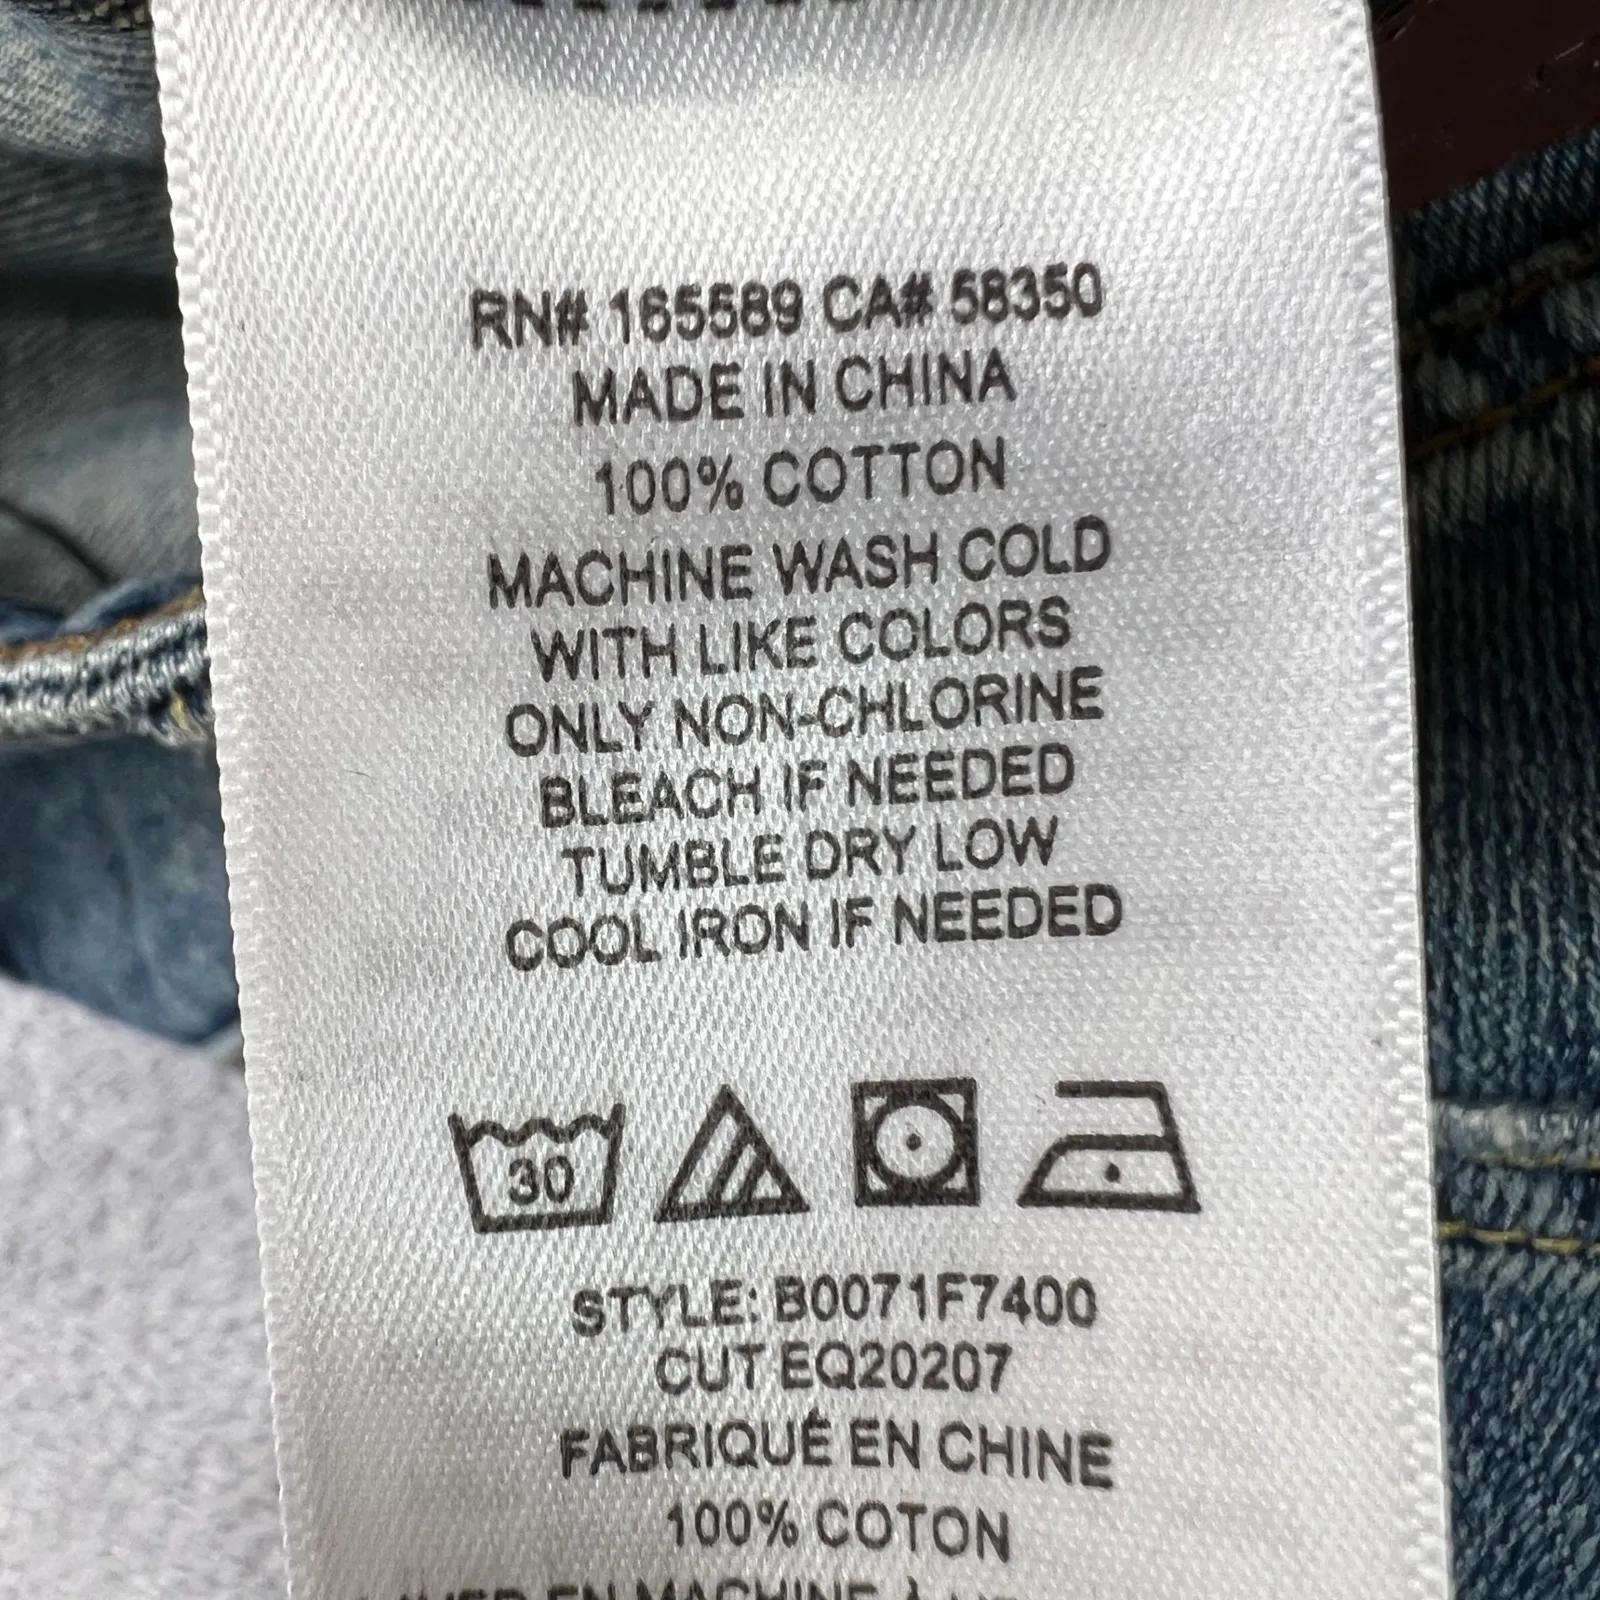 RN# 165589 CA# 58350
MADE IN CHINA
100% COTTON
MACHINE WASH COLD
WITH LIKE COLORS
ONLY NON-CHLORINE
BLEACH IF NEEDED
TUMBLE DRY LOW
COOL IRON IF NEEDED
30
STYLE: B0071F7400
CUT EQ20207
FABRIQUÉ EN CHINE
100% COTON
EN MACHINE À